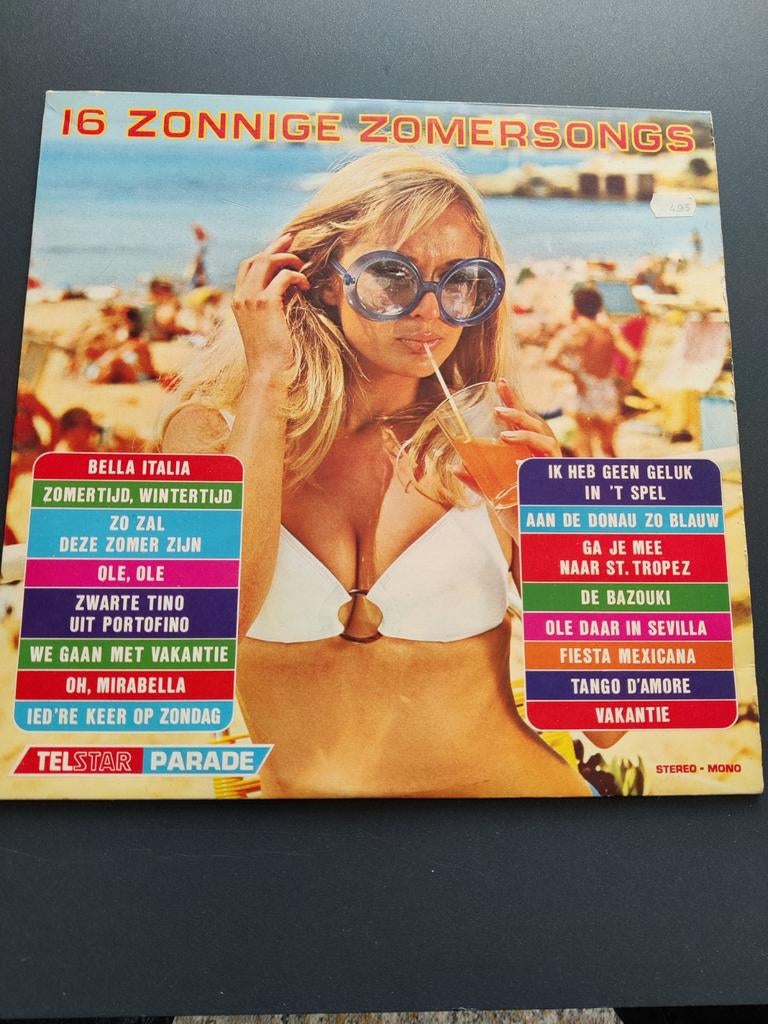 16 ZONNIGE ZOMERSONGS
4.95
BELLA ITALIA
ZOMERTIJD, WINTERTIJD
ZO ZAL
DEZE ZOMER ZIJN
OLE, OLE
ZWARTE TINO
UIT PORTOFINO
WE GAAN MET VAKANTIE
OH, MIRABELLA
IED'RE KEER OP ZONDAG
IK HEB GEEN GELUK
IN 'T SPEL
AAN DE DONAU ZO BLAUW
GA JE MEE
NAAR ST. TROPEZ
DE BAZOUKI
OLE DAAR IN SEVILLA
FIESTA MEXICANA
TANGO D'AMORE
VAKANTIE
TELSTAR PARADE
STEREO - MONO